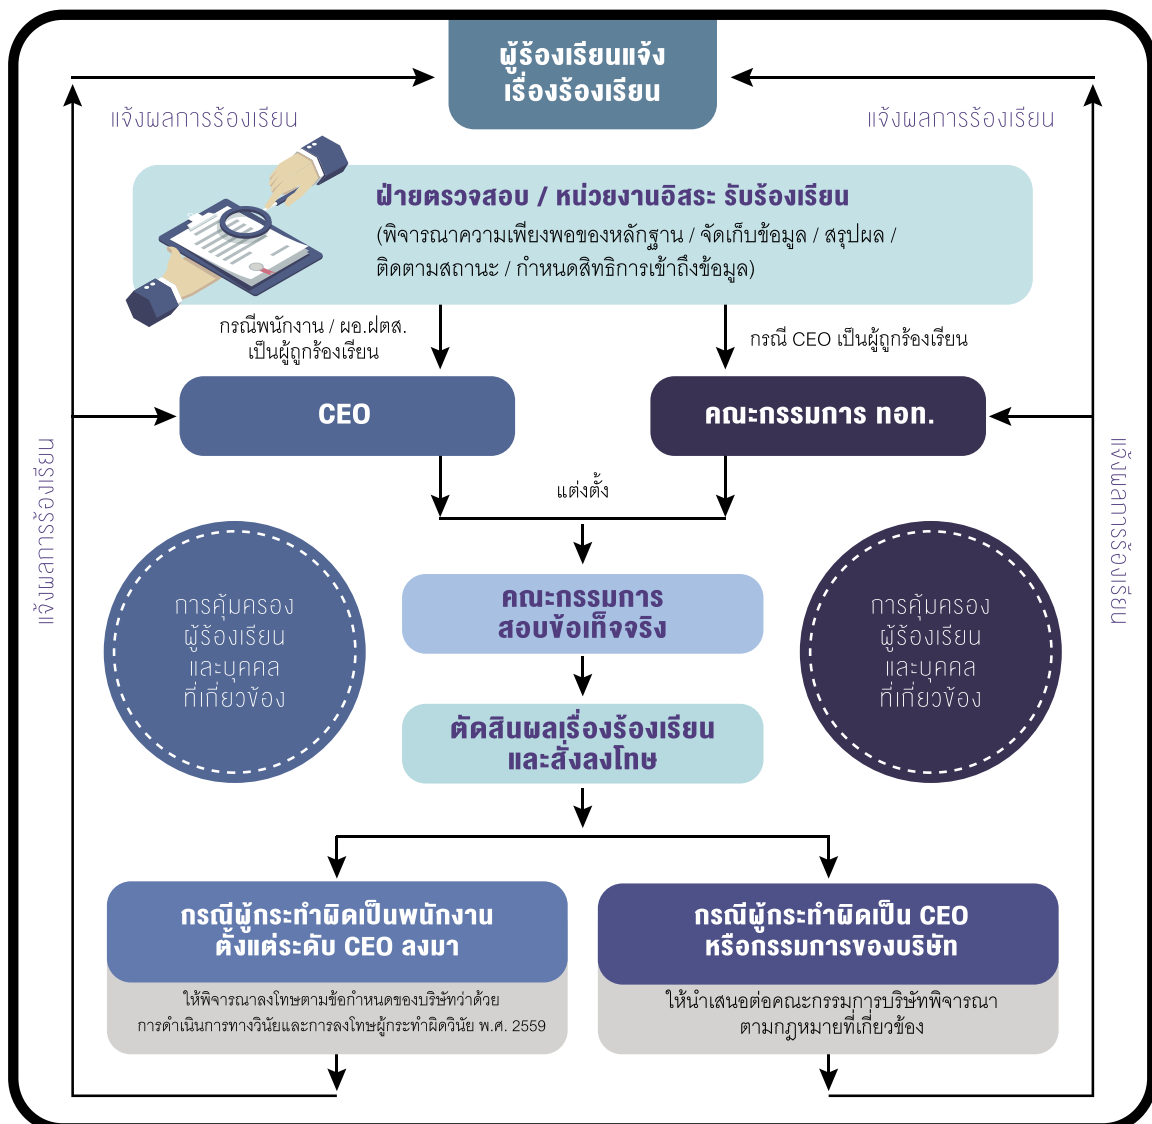 ผู้ร้องเรียนแจ้ง
เรื่องร้องเรียน
แจ้งผลการร้องเรียน
แจ้งผลการร้องเรียน
ฝ่ายตรวจสอบ / หน่วยงานอิสระ รับร้องเรียน
(พิจารณาความเพียงพอของหลักฐาน / จัดเก็บข้อมูล / สรุปผล /
ติดตามสถานะ / กำหนดสิทธิการเข้าถึงข้อมูล)
กรณีพนักงาน / ผอ.ฝตส.
เป็นผู้ถูกร้องเรียน
กรณี CEO เป็นผู้ถูกร้องเรียน
CEO
คณะกรรมการ ทอท.
แจ้งผลการร้องเรียน
แจ้งผลการร้องเรียน
แต่งตั้ง
การคุ้มครอง
ผู้ร้องเรียน
และบุคคล
ที่เกี่ยวข้อง
คณะกรรมการ
สอบข้อเท็จจริง
การคุ้มครอง
ผู้ร้องเรียน
และบุคคล
ที่เกี่ยวข้อง
ตัดสินผลเรื่องร้องเรียน
และสั่งลงโทษ
กรณีผู้กระทำผิดเป็นพนักงาน
ตั้งแต่ระดับ CEO ลงมา
ให้พิจารณาลงโทษตามข้อกำหนดของบริษัทว่าด้วย
การดำเนินการทางวินัยและการลงโทษผู้กระทำผิดวินัย พ.ศ. 2559
กรณีผู้กระทำผิดเป็น CEO
หรือกรรมการของบริษัท
ให้นำเสนอต่อคณะกรรมการบริษัทพิจารณา
ตามกฎหมายที่เกี่ยวข้อง